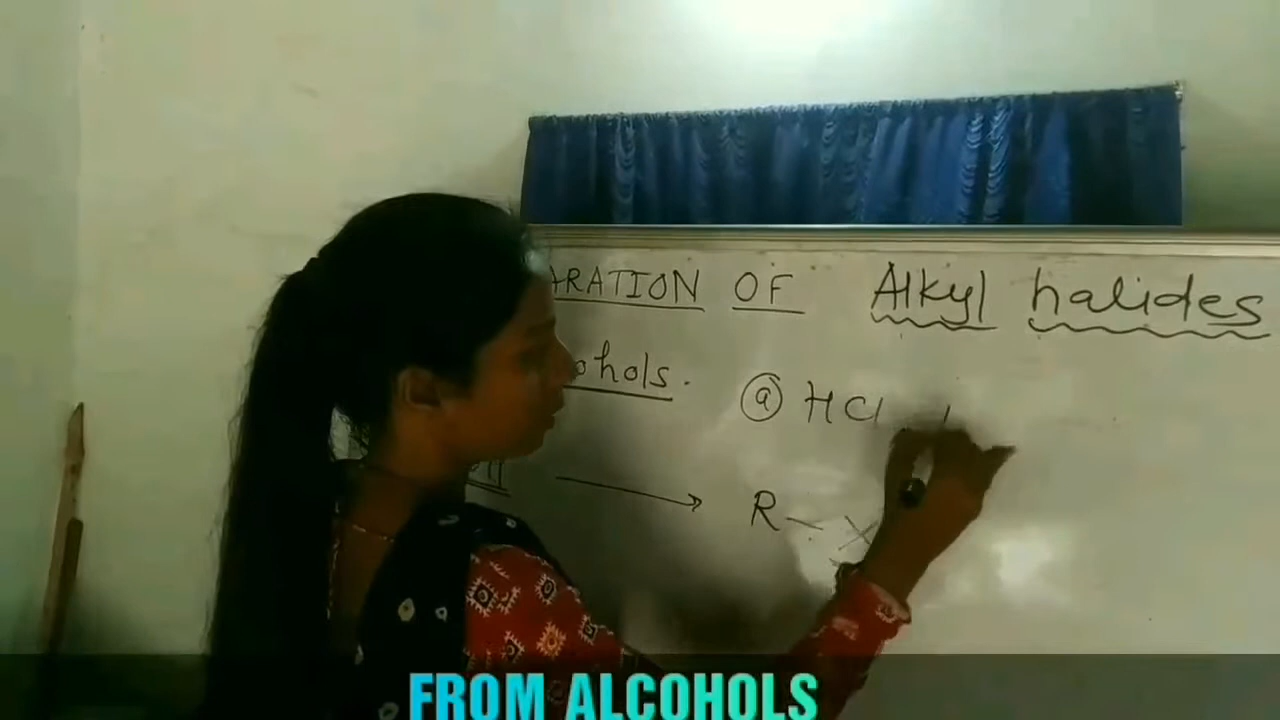 ARATION OF Alkyl halides
ohols.
ⓐ HCl
R — X
FROM ALCOHOLS